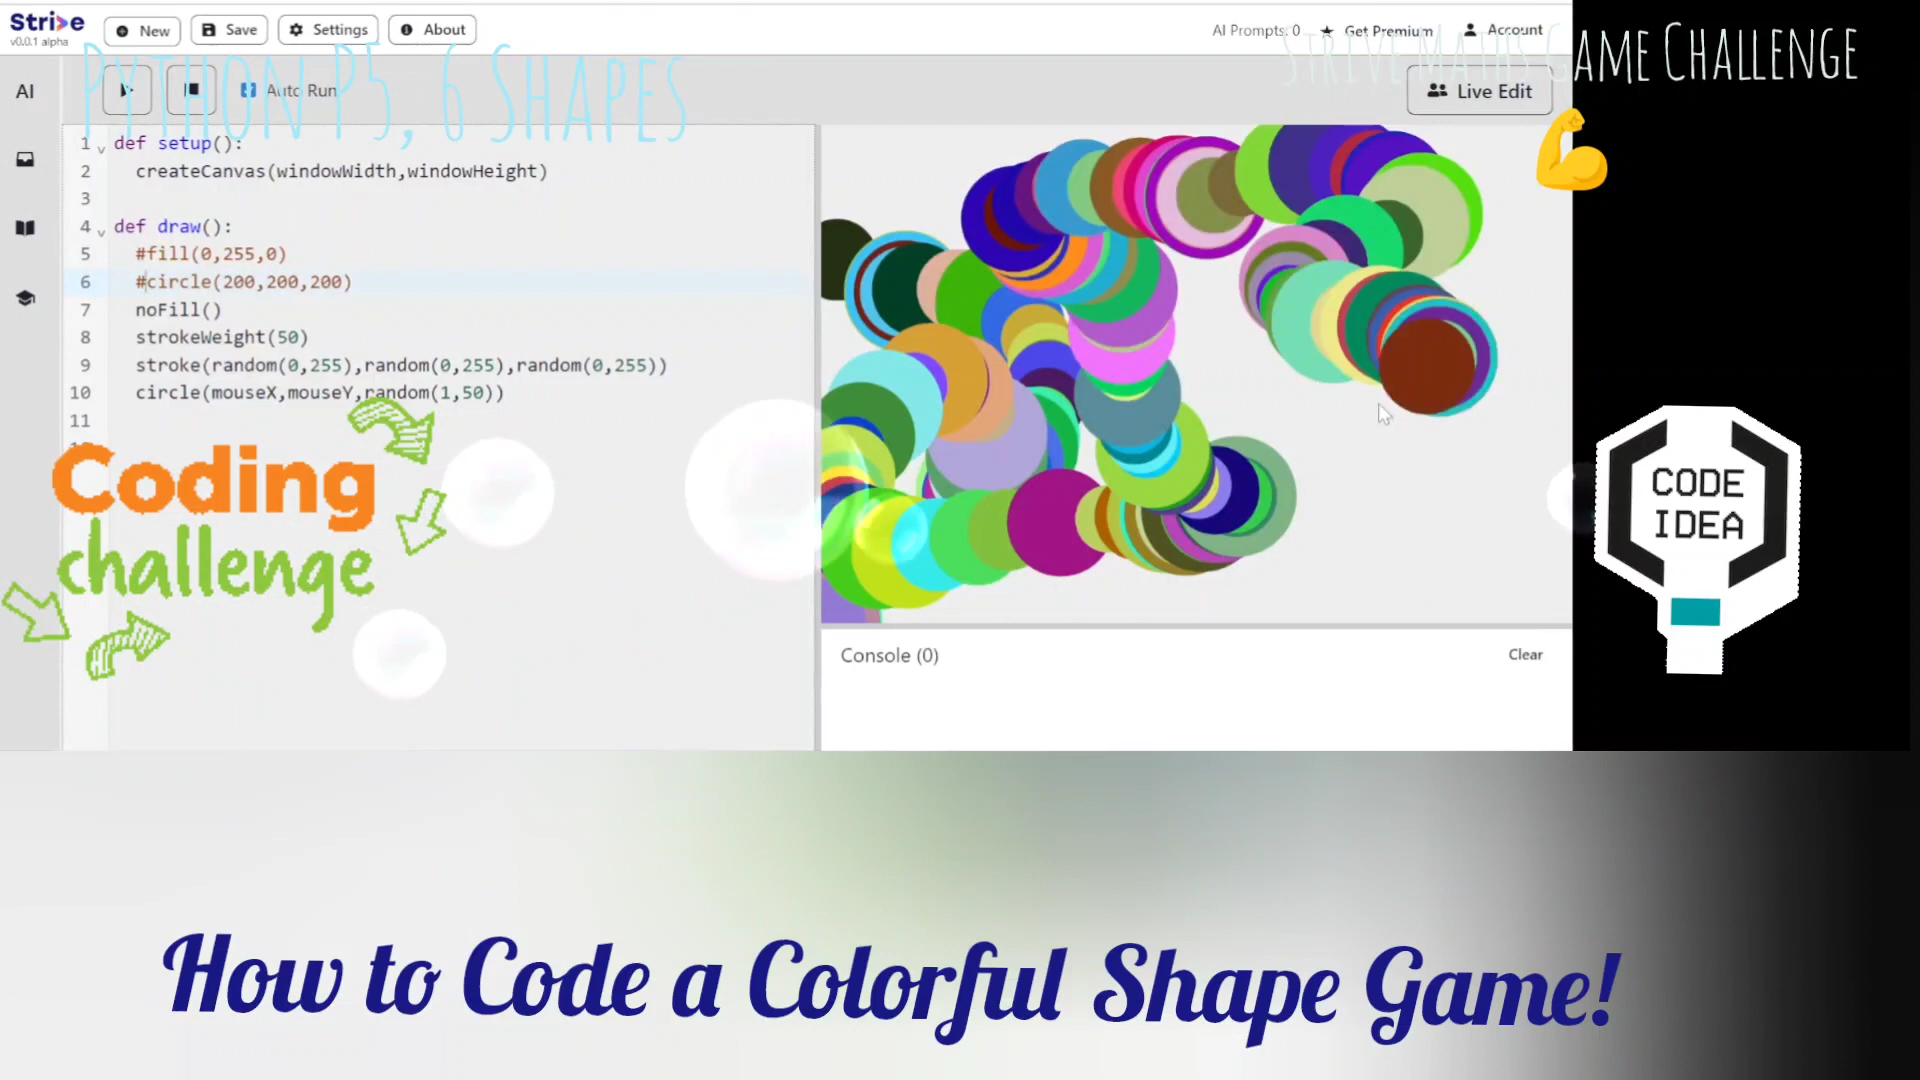 Strive
v0.0.1 alpha
New
Save
Settings
About
AI Prompts: 0
Get Premium
Account
Python P5, 6 Shapes
Strive Maths Game Challenge
AI
Auto Run
Live Edit
1 def setup():
2 createCanvas(windowWidth,windowHeight)
3
4 def draw():
5 #fill(0,255,0)
6 #circle(200,200,200)
7 noFill()
8 strokeWeight(50)
9 stroke(random(0,255),random(0,255),random(0,255))
10 circle(mouseX,mouseY,random(1,50))
11
Coding
challenge
CODE
IDEA
Console (0)
Clear
How to Code a Colorful Shape Game!